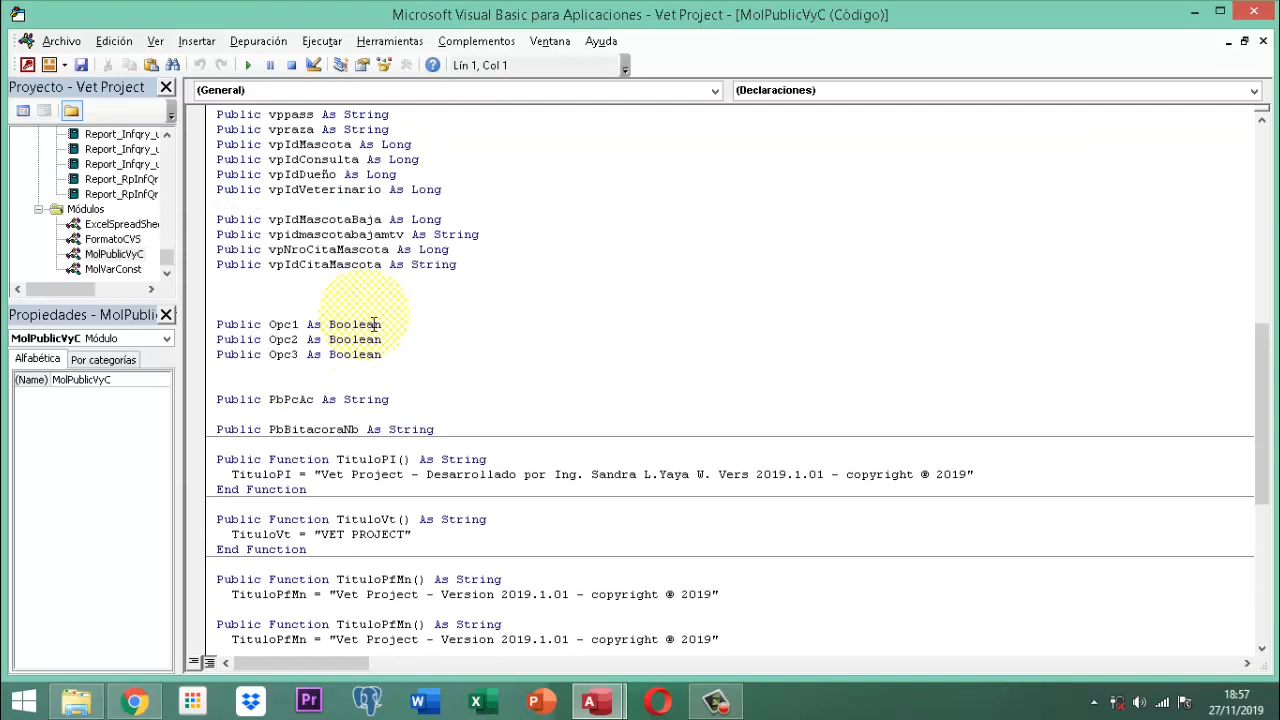 Microsoft Visual Basic para Aplicaciones - Vet Project - [MolPublicVyC (Código)]
Archivo Edición Ver Insertar Depuración Ejecutar Herramientas Complementos Ventana Ayuda
Lín 1, Col 1
Proyecto - Vet Project
(General)
(Declaraciones)
Report_Infqry_u
Report_Infqry_u
Report_Infqry_u
Report_RpInfQr
Report_RpInfQr
Módulos
ExcelSpreadShe
FormatoCVS
MolPublicVyC
MolVarConst
Propiedades - MolPubli
MolPublicVyC Módulo
Alfabética Por categorías
(Name) MolPublicVyC
Public vppass As String
Public vpraza As String
Public vpIdMascota As Long
Public vpIdConsulta As Long
Public vpIdDueño As Long
Public vpIdVeterinario As Long
Public vpIdMascotaBaja As Long
Public vpidmascotabajamtv As String
Public vpNroCitaMascota As Long
Public vpIdCitaMascota As String
Public Opc1 As Boolean
Public Opc2 As Boolean
Public Opc3 As Boolean
Public PbPcAc As String
Public PbBitacoraNb As String
Public Function TituloPI() As String
TituloPI = "Vet Project - Desarrollado por Ing. Sandra L.Yaya W. Vers 2019.1.01 - copyright ® 2019"
End Function
Public Function TituloVt() As String
TituloVt = "VET PROJECT"
End Function
Public Function TituloPfMn() As String
TituloPfMn = "Vet Project - Version 2019.1.01 - copyright ® 2019"
Public Function TituloPfMn() As String
TituloPfMn = "Vet Project - Version 2019.1.01 - copyright ® 2019"
Pr
18:57
27/11/2019